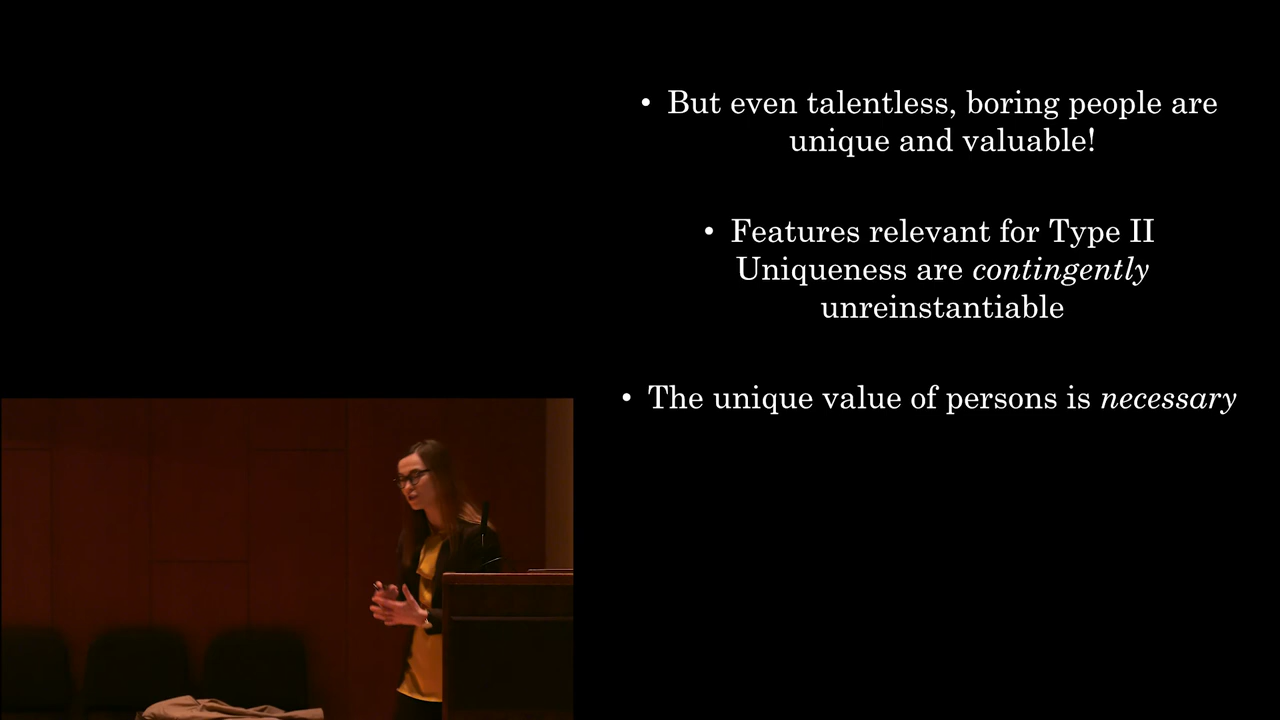 • But even talentless, boring people are
unique and valuable!
• Features relevant for Type II
Uniqueness are contingently
unreinstantiable
• The unique value of persons is necessary